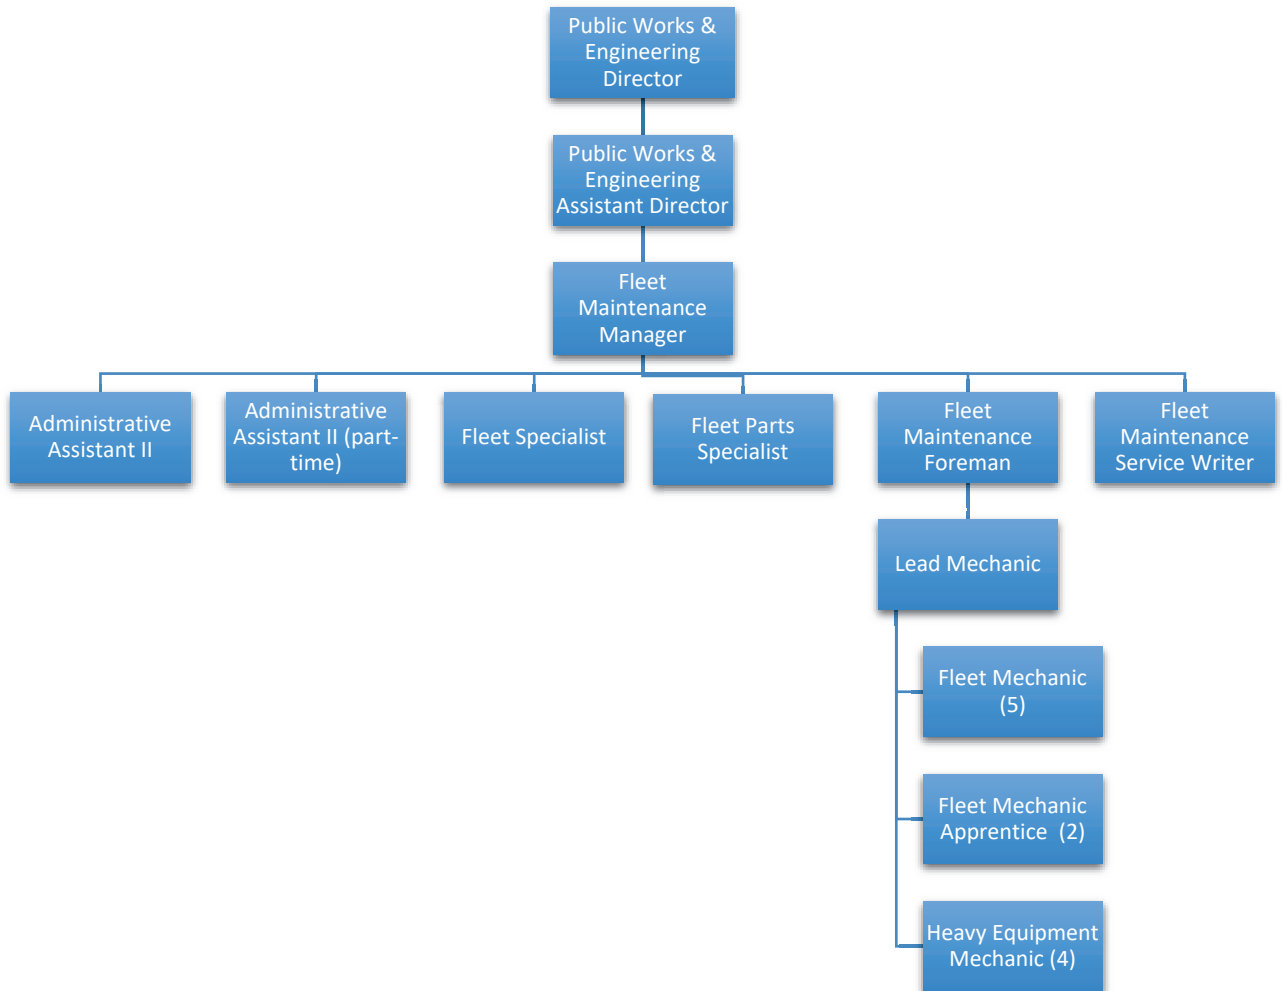 Public Works &
Engineering
Director
Public Works &
Engineering
Assistant Director
Fleet
Maintenance
Manager
Administrative
Assistant II
Administrative
Assistant II (part-
time)
Fleet Specialist
Fleet Parts
Specialist
Fleet
Maintenance
Foreman
Fleet
Maintenance
Service Writer
Lead Mechanic
Fleet Mechanic
(5)
Fleet Mechanic
Apprentice  (2)
Heavy Equipment
Mechanic (4)